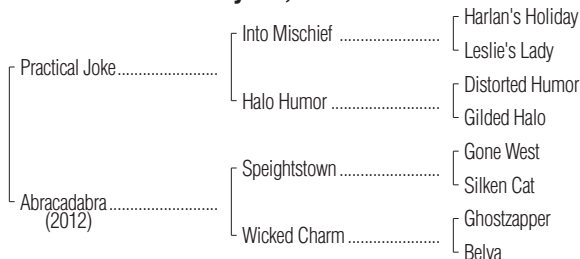 Harlan's Holiday
Into Mischief
Leslie's Lady
Practical Joke
Distorted Humor
Halo Humor
Gilded Halo
Gone West
Speightstown
Silken Cat
Abracadabra
(2012)
Ghostzapper
Wicked Charm
Belva